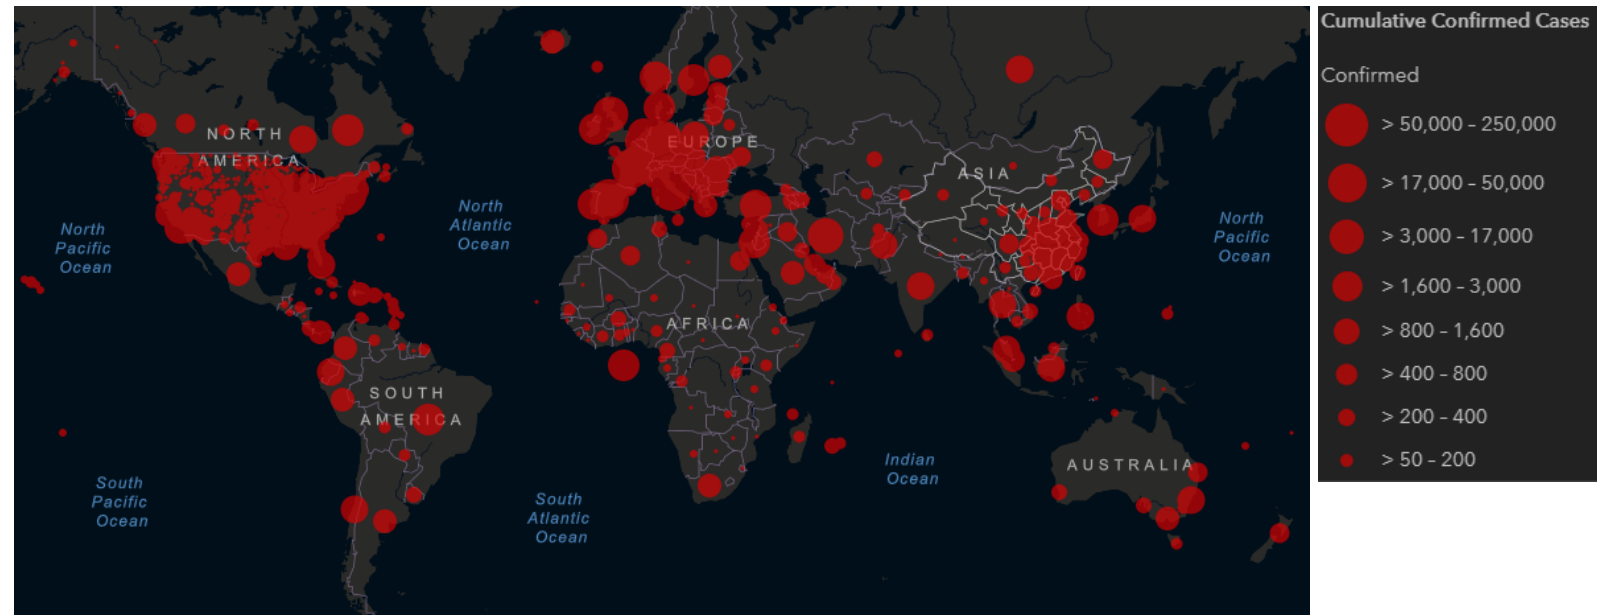 Cumulative Confirmed Cases
Confirmed
> 50,000 – 250,000
> 17,000 – 50,000
> 3,000 – 17,000
> 1,600 – 3,000
> 800 – 1,600
> 400 – 800
> 200 – 400
> 50 – 200
NORTH
AMERICA
EUROPE
ASIA
North
Pacific
Ocean
North
Atlantic
Ocean
North
Pacific
Ocean
AFRICA
SOUTH
AMERICA
AUSTRALIA
Indian
Ocean
South
Pacific
Ocean
South
Atlantic
Ocean